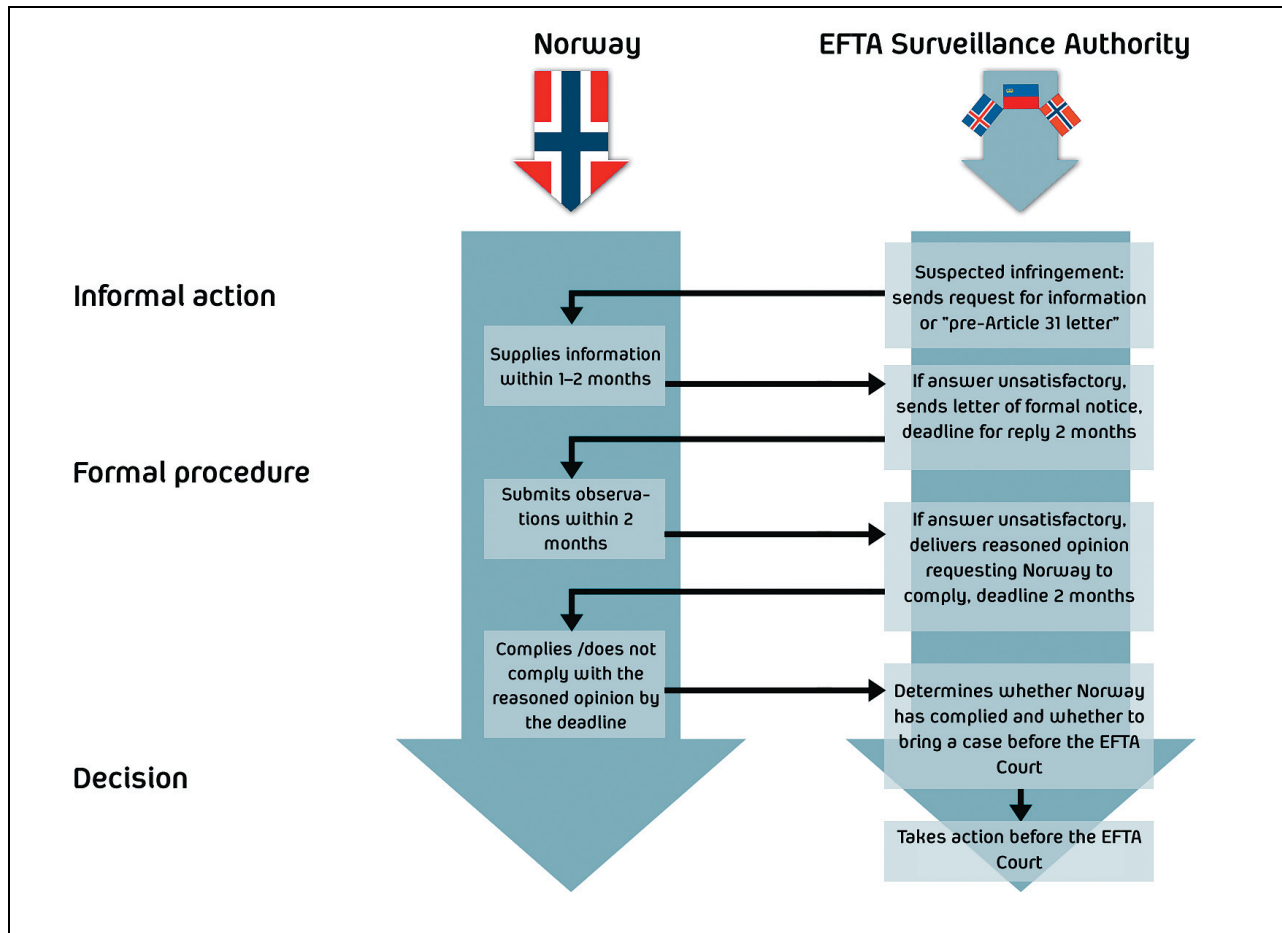 Norway
EFTA Surveillance Authority
Informal action
Suspected infringement:
sends request for information
or "pre-Article 31 letter"
Supplies information
within 1–2 months
If answer unsatisfactory,
sends letter of formal notice,
deadline for reply 2 months
Formal procedure
Submits observa-
tions within 2
months
If answer unsatisfactory,
delivers reasoned opinion
requesting Norway to
comply, deadline 2 months
Complies /does not
comply with the
reasoned opinion by
the deadline
Determines whether Norway
has complied and whether to
bring a case before the EFTA
Court
Decision
Takes action before the EFTA
Court